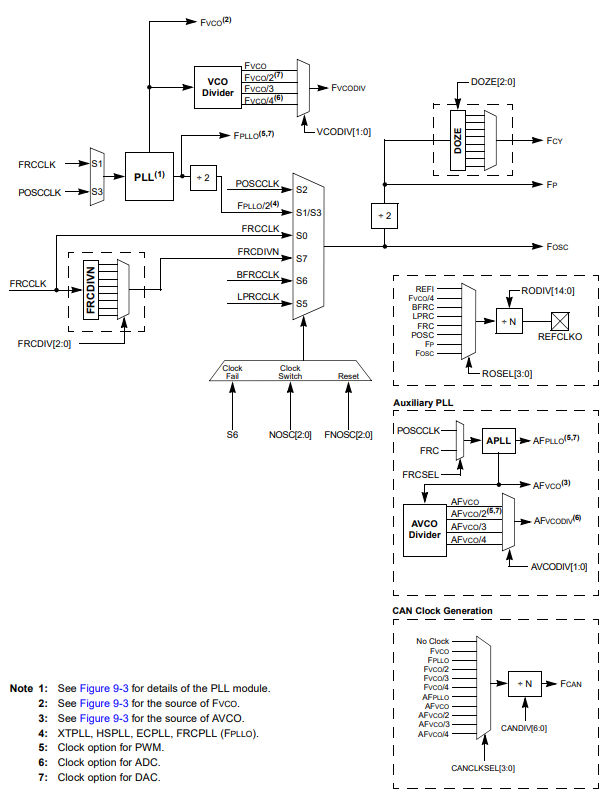 FVCO(2)
VCO
Divider
FVCO
FVCO/2(7)
FVCO/3
FVCO/4(6)
FVCODIV
VCODIV[1:0]
DOZE[2:0]
DOZE
FCY
FRCCLK
S1
POSCCLK
S3
PLL(1)
FPLLO(5,7)
÷ 2
POSCCLK
S2
FPLLO/2(4)
S1/S3
FRCCLK
S0
FRCDIVN
S7
BFRCCLK
S6
LPRCCLK
S5
÷ 2
FP
FOSC
FRCCLK
FRCDIVN
FRCDIV[2:0]
Clock
Fail
Clock
Switch
Reset
S6
NOSC[2:0]
FNOSC[2:0]
REFI
FVCO/4
BFRC
LPRC
FRC
POSC
FP
FOSC
RODIV[14:0]
÷ N
REFCLKO
ROSEL[3:0]
Auxiliary PLL
POSCCLK
FRC
FRCSEL
APLL
AFPLLO(5,7)
AFVCO(3)
AVCO
Divider
AFVCO
AFVCO/2(5,7)
AFVCO/3
AFVCO/4
AFVCODIV(6)
AVCODIV[1:0]
CAN Clock Generation
No Clock
FVCO
FPLLO
FVCO/2
FVCO/3
FVCO/4
AFPLLO
AFVCO
AFVCO/2
AFVCO/3
AFVCO/4
÷ N
FCAN
CANDIV[6:0]
CANCLKSEL[3:0]
Note 1: See Figure 9-3 for details of the PLL module.
2: See Figure 9-3 for the source of FVCO.
3: See Figure 9-3 for the source of AVCO.
4: XTPLL, HSPLL, ECPLL, FRCPLL (FPLLO).
5: Clock option for PWM.
6: Clock option for ADC.
7: Clock option for DAC.